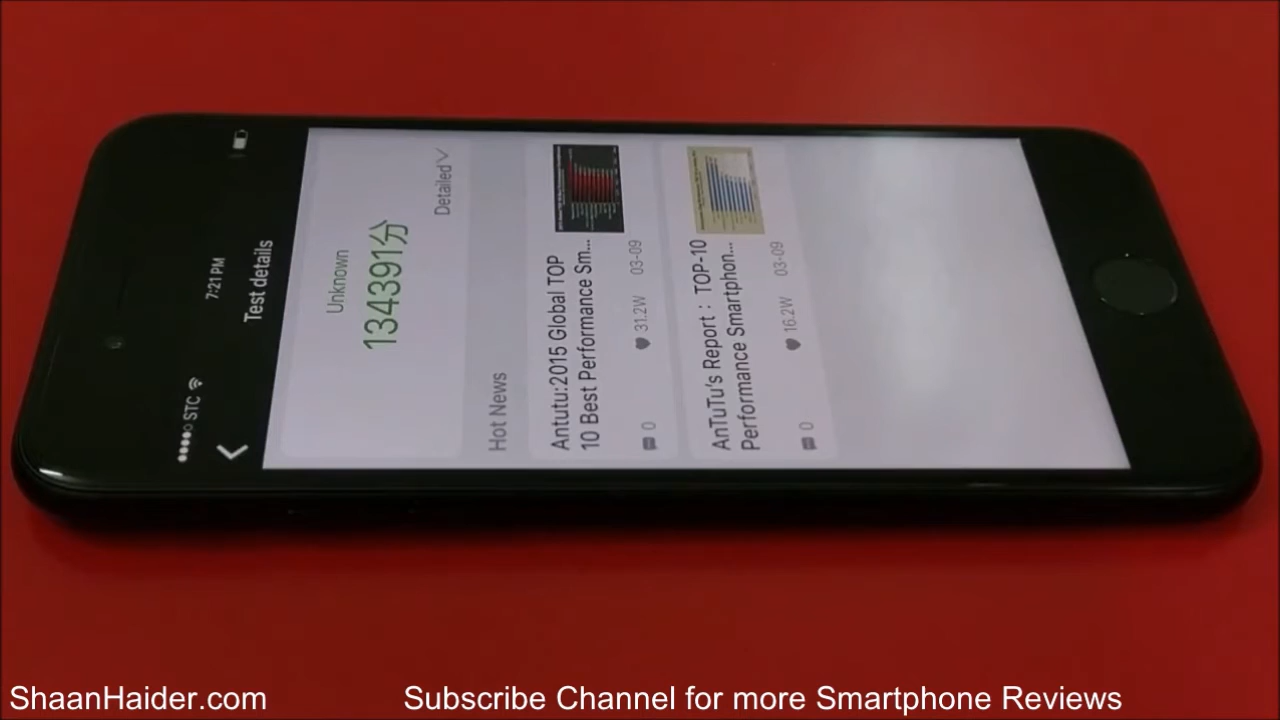 ●●●●○ STC
7:21 PM
Test details
Unknown
134391分
Detailed
Hot News
Antutu:2015 Global TOP
10 Best Performance Sm...
0
31.2W
03-09
AnTuTu's Report : TOP-10
Performance Smartphon...
0
16.2W
03-09
ShaanHaider.com
Subscribe Channel for more Smartphone Reviews